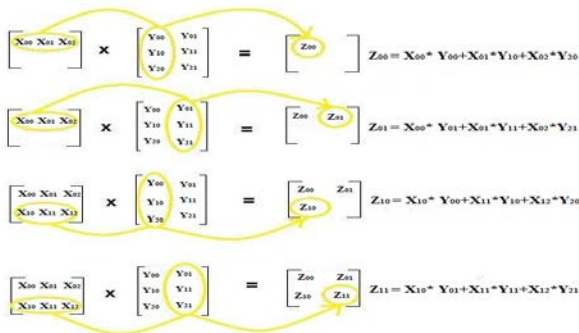 X00 X01 X02 x Y00 Y01 = Z00 Z00 = X00* Y00+X01*Y10+X02*Y20
Y10 Y11
Y20 Y21
X00 X01 X02 x Y00 Y01 = Z00 Z01 Z01 = X00* Y01+X01*Y11+X02*Y21
Y10 Y11
Y20 Y21
X00 X01 X02 Y00 Y01 Z00 Z01
X10 X11 X12 x Y10 Y11 = Z10 Z10 = X10* Y00+X11*Y10+X12*Y20
Y20 Y21
X00 X01 X02 Y00 Y01 Z00 Z01
X10 X11 X12 x Y10 Y11 = Z10 Z11 Z11 = X10* Y01+X11*Y11+X12*Y21
Y20 Y21